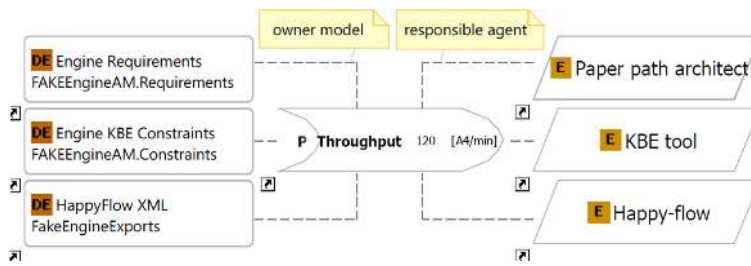 owner model
responsible agent
DE Engine Requirements
FAKEEngineAM.Requirements
E Paper path architect
DE Engine KBE Constraints
FAKEEngineAM.Constraints
P Throughput 120 [A4/min]
E KBE tool
DE HappyFlow XML
FakeEngineExports
E Happy-flow